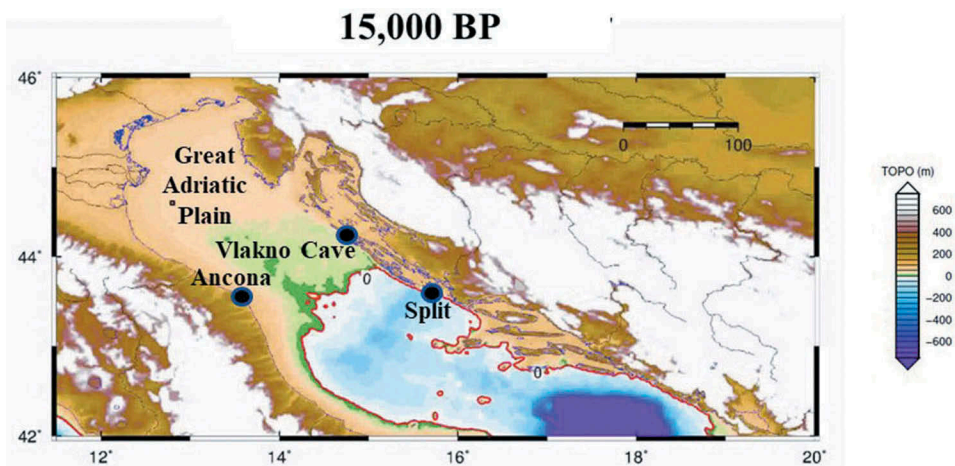 15,000 BP
46°
44°
42°
12°
14°
16°
18°
20°
0
100
Great
Adriatic
Plain
Vlakno Cave
Ancona
0
Split
0
TOPO (m)
600
400
200
0
−200
−400
−600